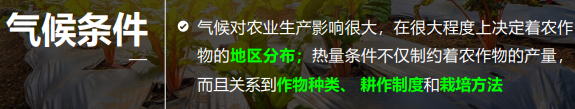 气候条件
气候对农业生产影响很大，在很大程度上决定着农作
物的地区分布；热量条件不仅制约着农作物的产量，
而且关系到作物种类、 耕作制度和栽培方法